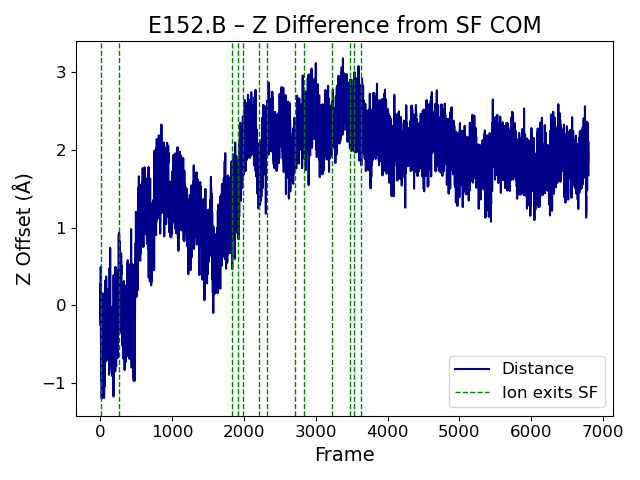 E152.B – Z Difference from SF COM
Z Offset (Å)
3
2
1
0
−1
0 1000 2000 3000 4000 5000 6000 7000
Frame
Distance
Ion exits SF